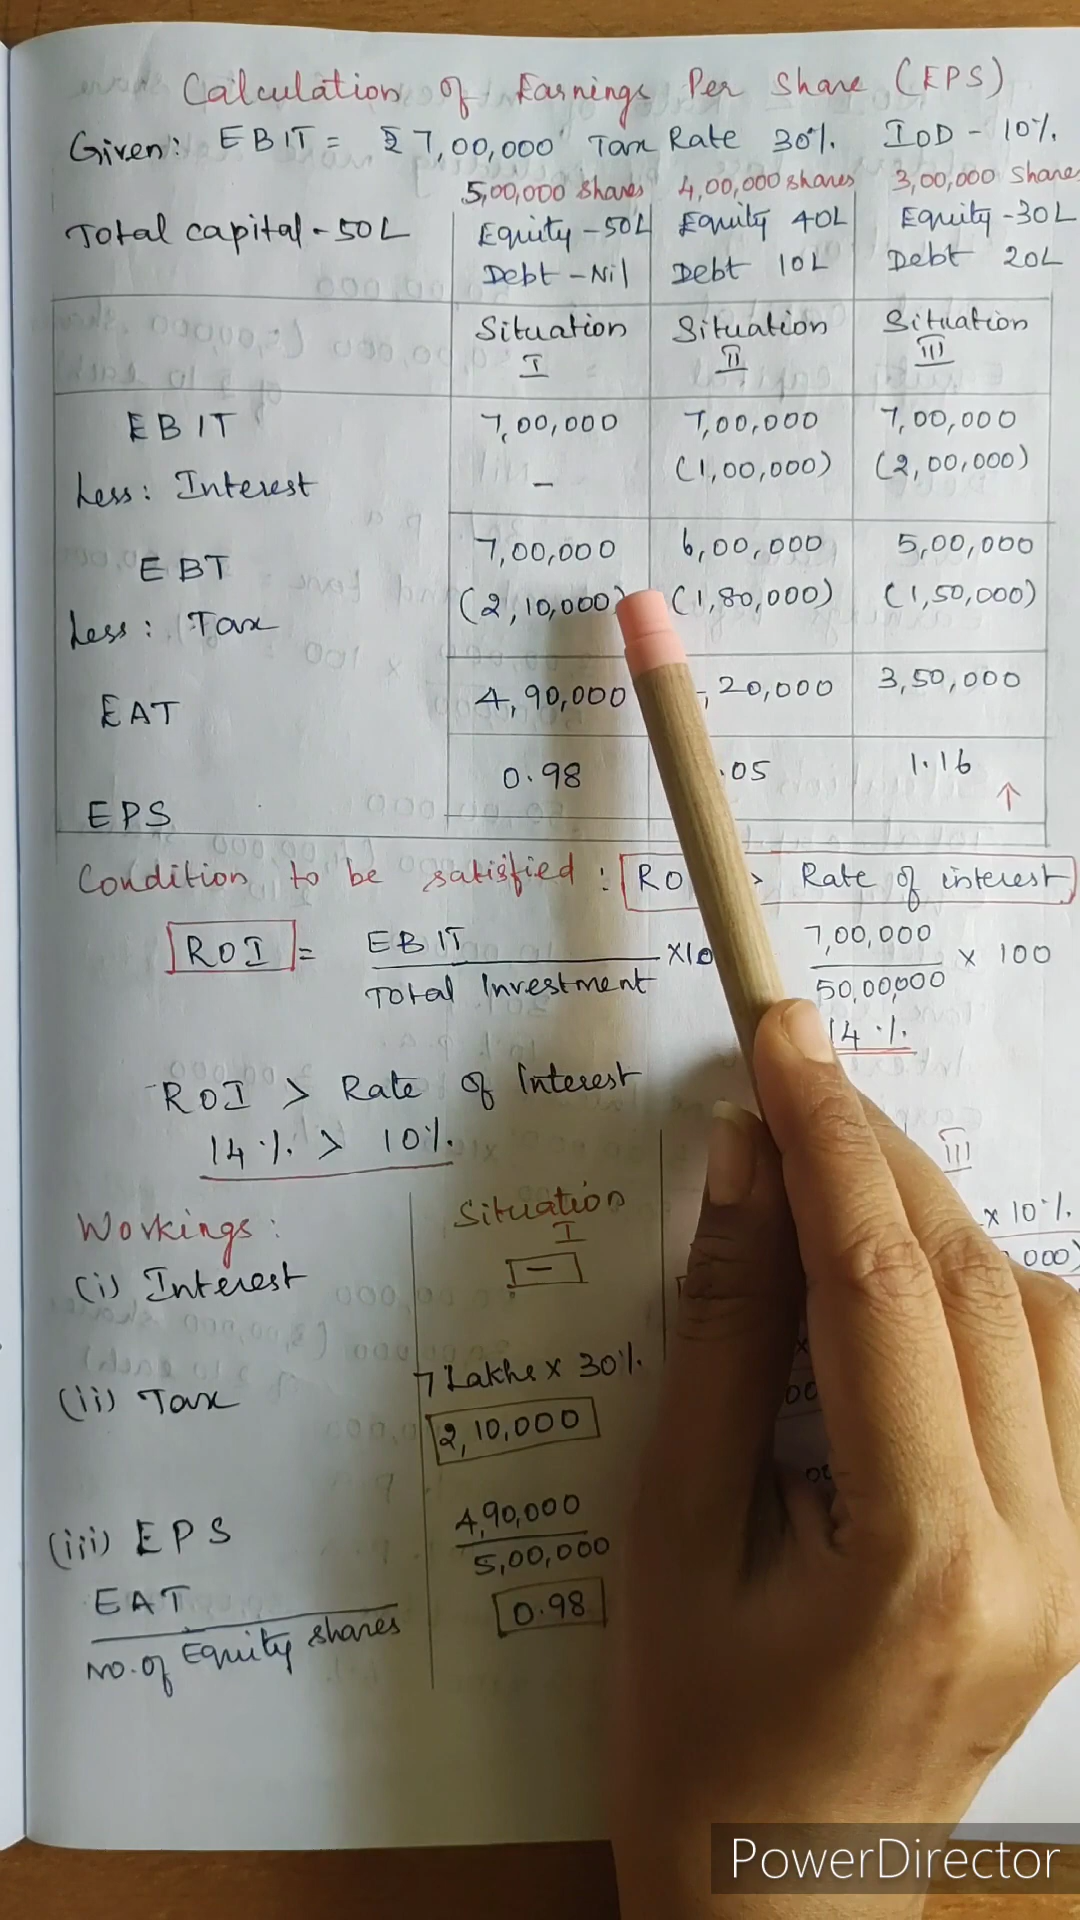 Calculation of Earnings Per Share (EPS)
Given: EBIT = ₹ 7,00,000 Tax Rate 30% IOD - 10%
5,00,000 shares 4,00,000 shares 3,00,000 Shares
Total capital - 50L Equity - 50L Equity 40L Equity - 30L
Debt - Nil Debt 10L Debt 20L
Situation Situation Situation
I II III
EBIT 7,00,000 7,00,000 7,00,000
Less: Interest - (1,00,000) (2,00,000)
EBT 7,00,000 6,00,000 5,00,000
Less: Tax (2,10,000) (1,80,000) (1,50,000)
EAT 4,90,000 ,20,000 3,50,000
EPS 0.98 .05 1.16 ↑
Condition to be satisfied: RO > Rate of interest
ROI = EBIT ×10 7,00,000 × 100
Total Investment 50,00,000
14%
ROI > Rate of Interest
14% > 10%
Workings: Situation III
I
(i) Interest - × 10%
000)
(ii) Tax 7 Lakhs × 30%
2,10,000
(iii) EPS 4,90,000
5,00,000
EAT 0.98
No. of Equity shares
PowerDirector